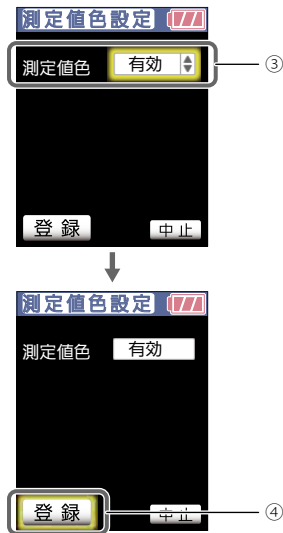 測定値色設定
測定値色 有効 ③
登録 中止
測定値色設定
測定値色 有効
登録 中止 ④